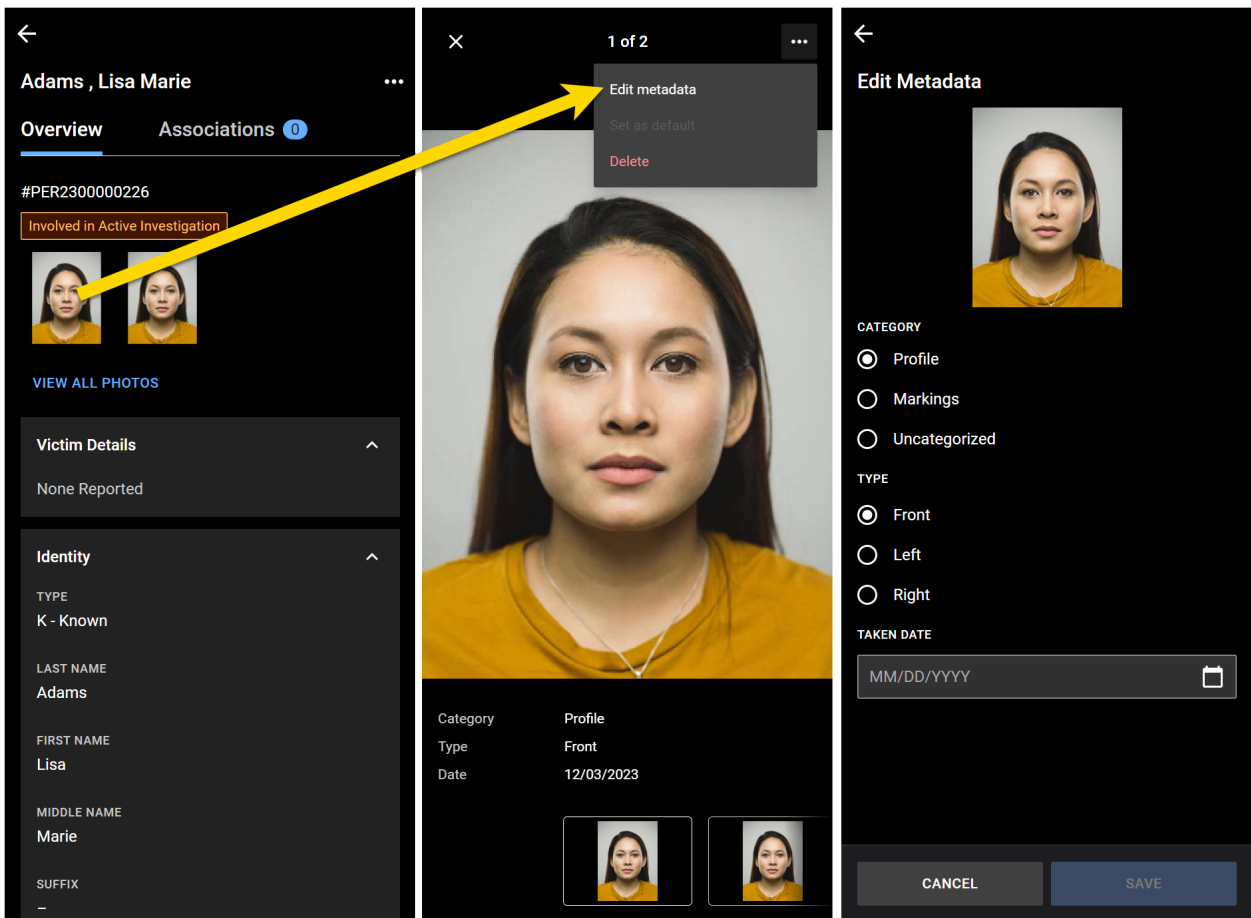 Adams , Lisa Marie
Overview
Associations 0
#PER2300000226
Involved in Active Investigation
VIEW ALL PHOTOS
Victim Details
None Reported
Identity
TYPE
K - Known
LAST NAME
Adams
FIRST NAME
Lisa
MIDDLE NAME
Marie
SUFFIX
–
1 of 2
Edit metadata
Set as default
Delete
Category Profile
Type Front
Date 12/03/2023
Edit Metadata
CATEGORY
Profile
Markings
Uncategorized
TYPE
Front
Left
Right
TAKEN DATE
MM/DD/YYYY
CANCEL
SAVE